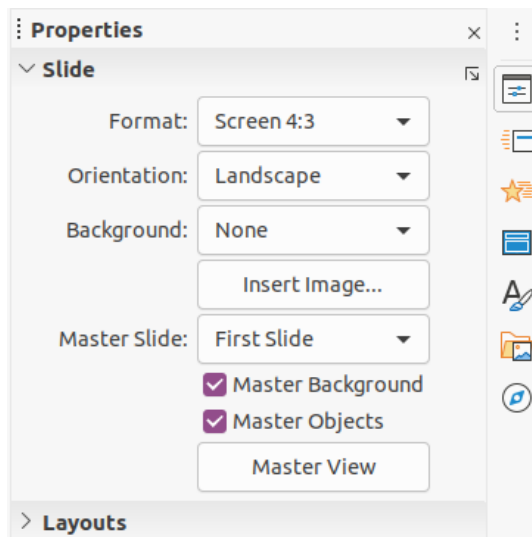 Properties
Slide
Format: Screen 4:3
Orientation: Landscape
Background: None
Insert Image...
Master Slide: First Slide
Master Background
Master Objects
Master View
Layouts